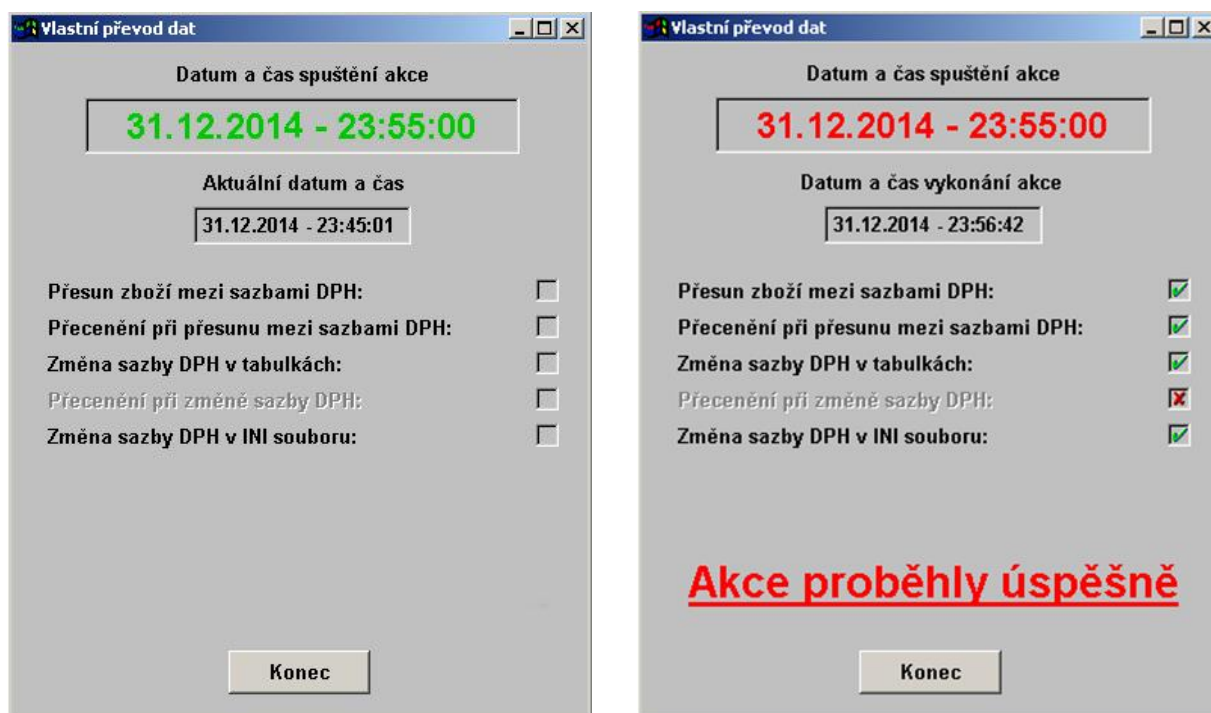 Vlastní převod dat
Datum a čas spuštění akce
31.12.2014 - 23:55:00
Aktuální datum a čas
31.12.2014 - 23:45:01
Přesun zboží mezi sazbami DPH:
Přecenění při přesunu mezi sazbami DPH:
Změna sazby DPH v tabulkách:
Přecenění při změně sazby DPH:
Změna sazby DPH v INI souboru:
Konec
Vlastní převod dat
Datum a čas spuštění akce
31.12.2014 - 23:55:00
Datum a čas vykonání akce
31.12.2014 - 23:56:42
Přesun zboží mezi sazbami DPH:
Přecenění při přesunu mezi sazbami DPH:
Změna sazby DPH v tabulkách:
Přecenění při změně sazby DPH:
Změna sazby DPH v INI souboru:
Akce proběhly úspěšně
Konec